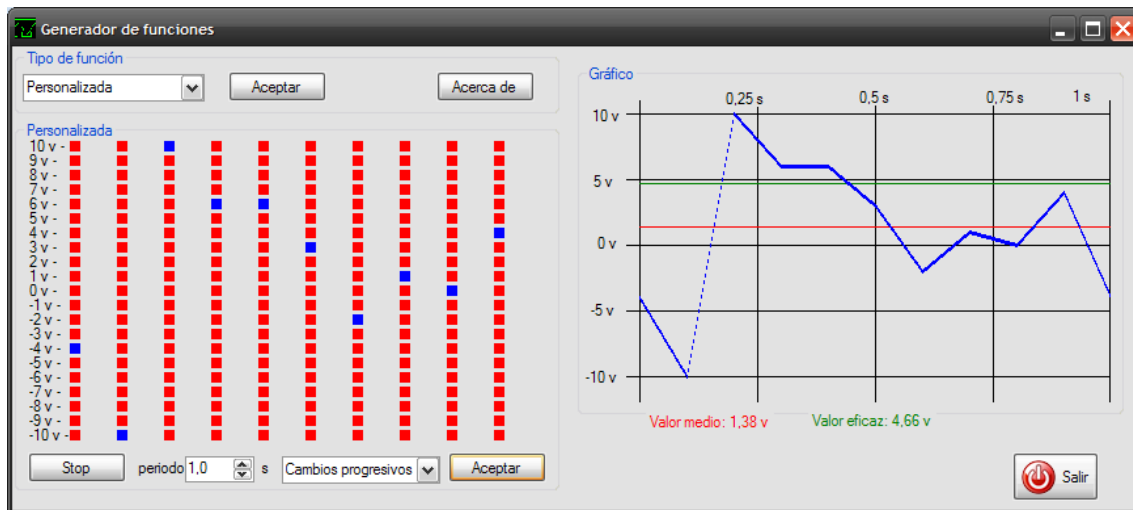 Generador de funciones
Tipo de función
Personalizada
Aceptar
Acerca de
Personalizada
10 v -
9 v -
8 v -
7 v -
6 v -
5 v -
4 v -
3 v -
2 v -
1 v -
0 v -
-1 v -
-2 v -
-3 v -
-4 v -
-5 v -
-6 v -
-7 v -
-8 v -
-9 v -
-10 v -
Stop
periodo 1,0 s
Cambios progresivos
Aceptar
Gráfico
0,25 s 0,5 s 0,75 s 1 s
10 v
5 v
0 v
-5 v
-10 v
Valor medio: 1,38 v
Valor eficaz: 4,66 v
Salir